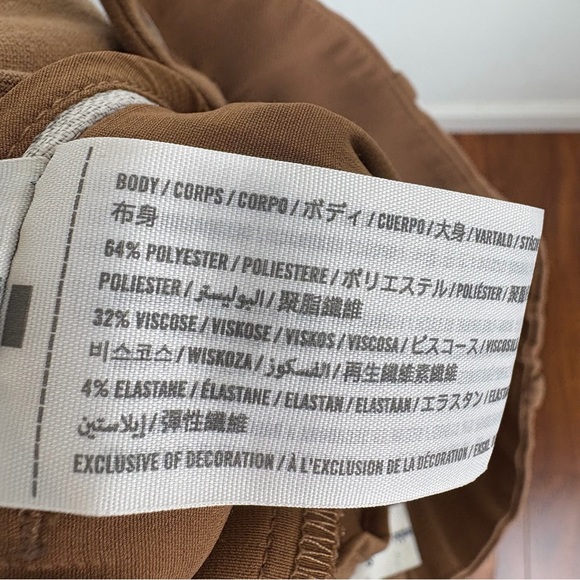 BODY / CORPS / CORPO / ボディ / CUERPO / 大身 / VARTALO /
布身
64% POLYESTER / POLIESTERE / ポリエステル / POLIÉSTER /
POLIESTER / البوليستر / 聚脂纖維
32% VISCOSE / VISKOSE / VISKOS / VISCOSA / ビスコース /
비스코스 / WISKOZA / الفسكوز / 再生纖維素纖維
4% ELASTANE / ÉLASTANE / ELASTAN / ELASTAAN / エラスタン /
إيلاستين / 彈性纖維
EXCLUSIVE OF DECORATION / À L'EXCLUSION DE LA DÉCORATION /